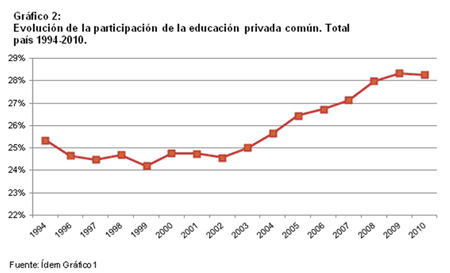 Gráfico 2:
Evolución de la participación de la educación privada común. Total
país 1994-2010.
29%
28%
27%
26%
25%
24%
23%
22%
1994 1996 1997 1998 1999 2000 2001 2002 2003 2004 2005 2006 2007 2008 2009 2010
Fuente: Ídem Gráfico 1